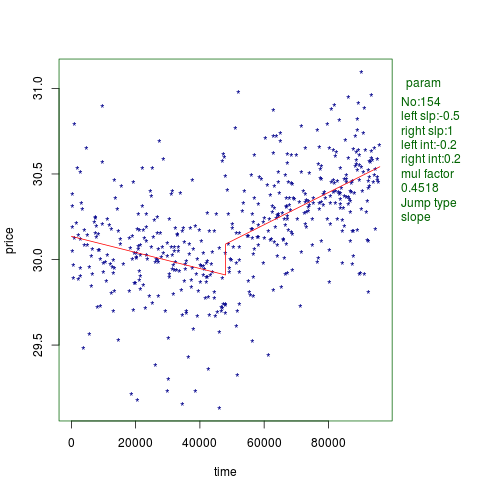 param
No:154
left slp:-0.5
right slp:1
left int:-0.2
right int:0.2
mul factor
0.4518
Jump type
slope
31.0
30.5
30.0
29.5
price
0 20000 40000 60000 80000
time